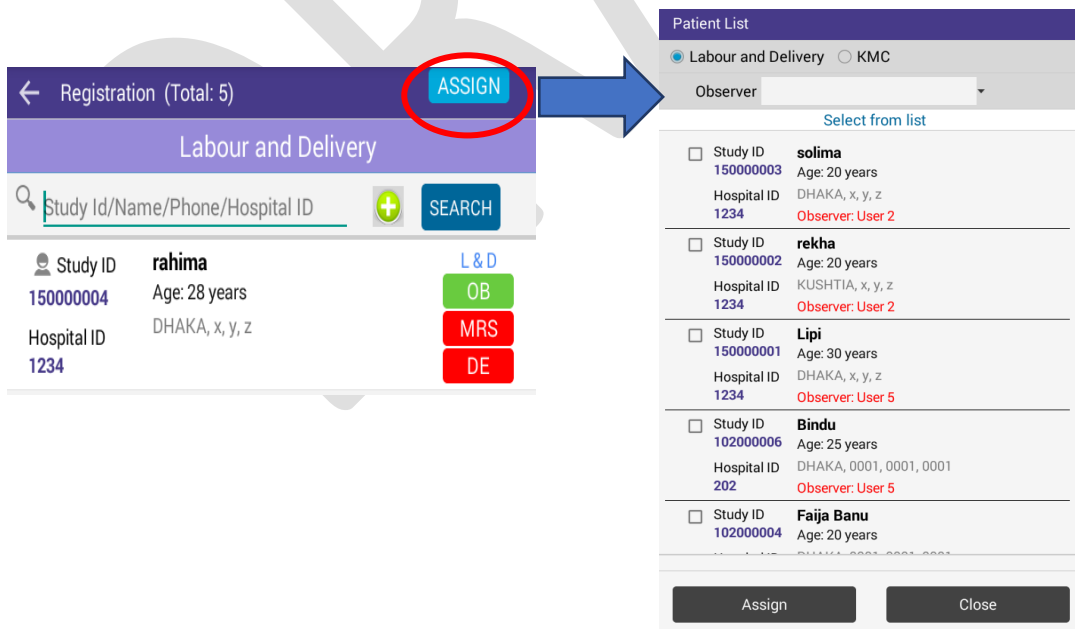 Registration (Total: 5)
ASSIGN
Labour and Delivery
Study Id/Name/Phone/Hospital ID
SEARCH
Study ID rahima L & D
150000004 Age: 28 years OB
Hospital ID DHAKA, x, y, z MRS
1234 DE
Patient List
Labour and Delivery KMC
Observer
Select from list
Study ID solima
150000003 Age: 20 years
Hospital ID DHAKA, x, y, z
1234 Observer: User 2
Study ID rekha
150000002 Age: 20 years
Hospital ID KUSHTIA, x, y, z
1234 Observer: User 2
Study ID Lipi
150000001 Age: 30 years
Hospital ID DHAKA, x, y, z
1234 Observer: User 5
Study ID Bindu
102000006 Age: 25 years
Hospital ID DHAKA, 0001, 0001, 0001
202 Observer: User 5
Study ID Faija Banu
102000004 Age: 20 years
Assign Close